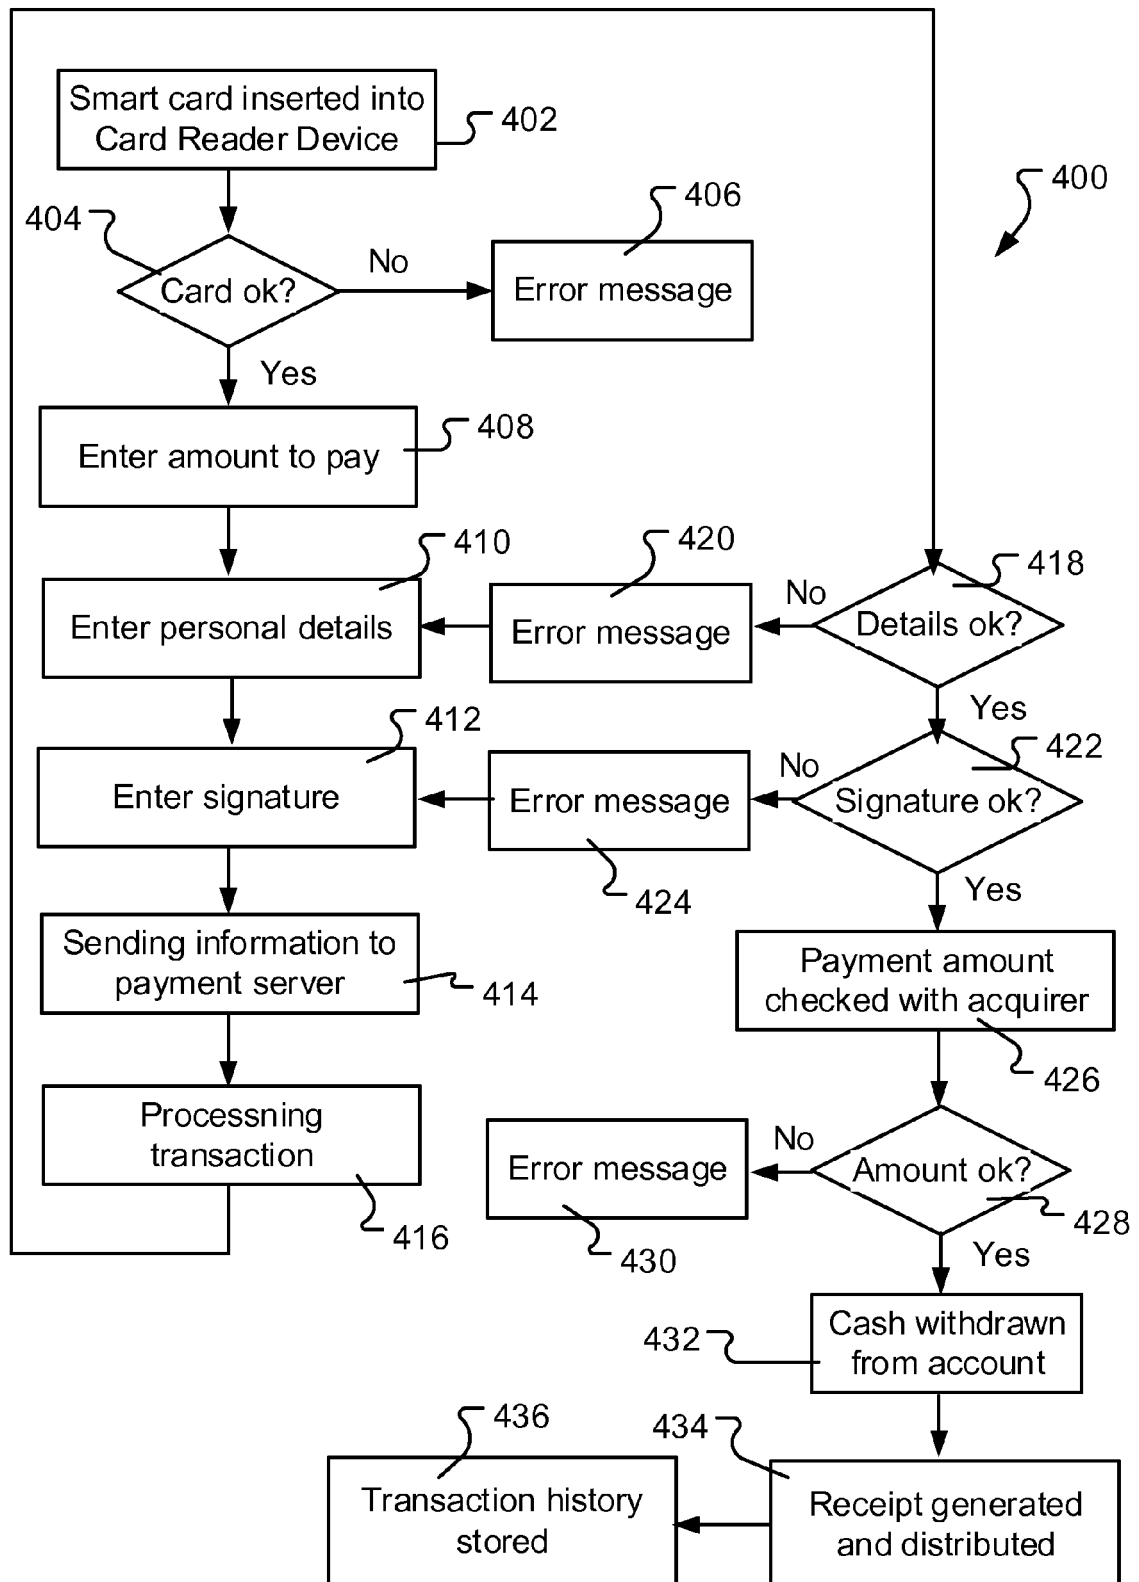 Smart card inserted into
Card Reader Device
402
400
404
Card ok?
No
406
Error message
Yes
408
Enter amount to pay
410
Enter personal details
420
Error message
No
418
Details ok?
Yes
412
Enter signature
Error message
424
No
422
Signature ok?
Yes
Sending information to
payment server
414
Payment amount
checked with acquirer
426
Processning
transaction
416
Error message
430
No
Amount ok?
428
Yes
432
Cash withdrawn
from account
434
Receipt generated
and distributed
436
Transaction history
stored